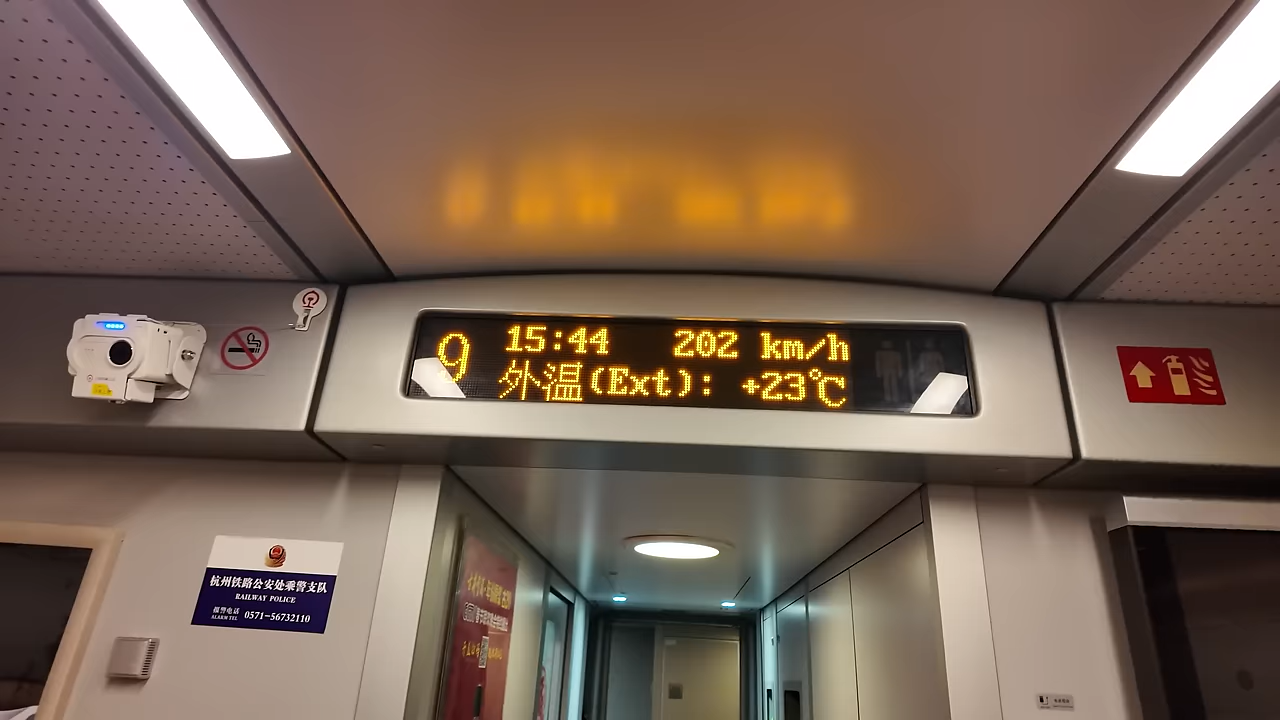 9
15:44 202 km/h
外温(Ext): +23℃
杭州铁路公安处乘警支队
RAILWAY POLICE
报警电话
ALARM TEL
0571-56732110